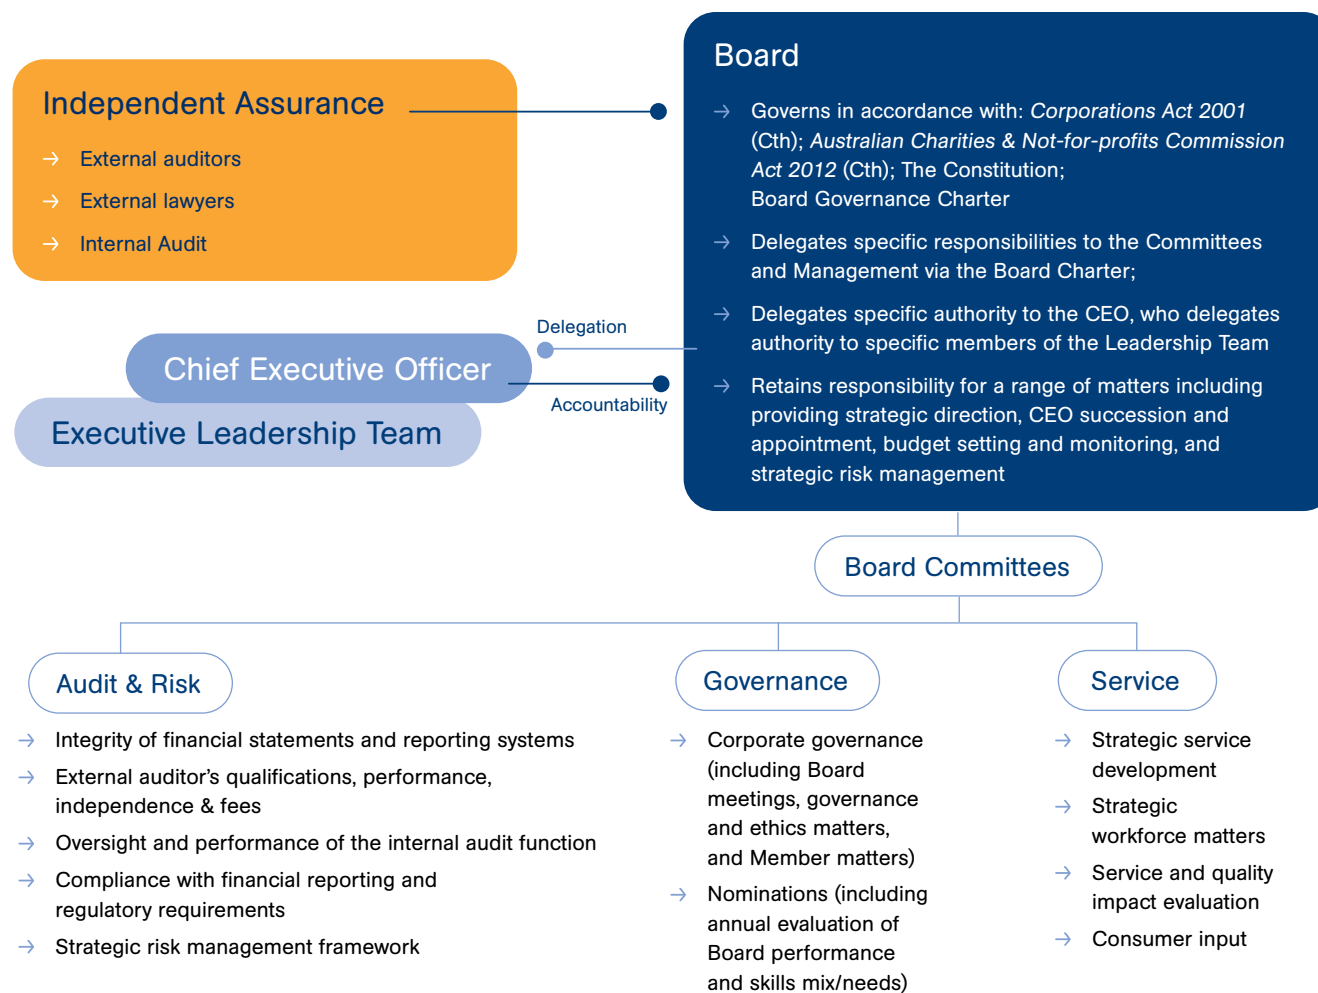 Independent Assurance
→ External auditors
→ External lawyers
→ Internal Audit
Board
→ Governs in accordance with: Corporations Act 2001
(Cth); Australian Charities & Not-for-profits Commission
Act 2012 (Cth); The Constitution;
Board Governance Charter
→ Delegates specific responsibilities to the Committees
and Management via the Board Charter;
→ Delegates specific authority to the CEO, who delegates
authority to specific members of the Leadership Team
→ Retains responsibility for a range of matters including
providing strategic direction, CEO succession and
appointment, budget setting and monitoring, and
strategic risk management
Delegation
Chief Executive Officer
Accountability
Executive Leadership Team
Board Committees
Audit & Risk
→ Integrity of financial statements and reporting systems
→ External auditor’s qualifications, performance,
independence & fees
→ Oversight and performance of the internal audit function
→ Compliance with financial reporting and
regulatory requirements
→ Strategic risk management framework
Governance
→ Corporate governance
(including Board
meetings, governance
and ethics matters,
and Member matters)
→ Nominations (including
annual evaluation of
Board performance
and skills mix/needs)
Service
→ Strategic service
development
→ Strategic
workforce matters
→ Service and quality
impact evaluation
→ Consumer input